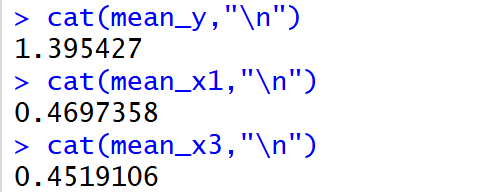 > cat(mean_y,"\n")
1.395427
> cat(mean_x1,"\n")
0.4697358
> cat(mean_x3,"\n")
0.4519106